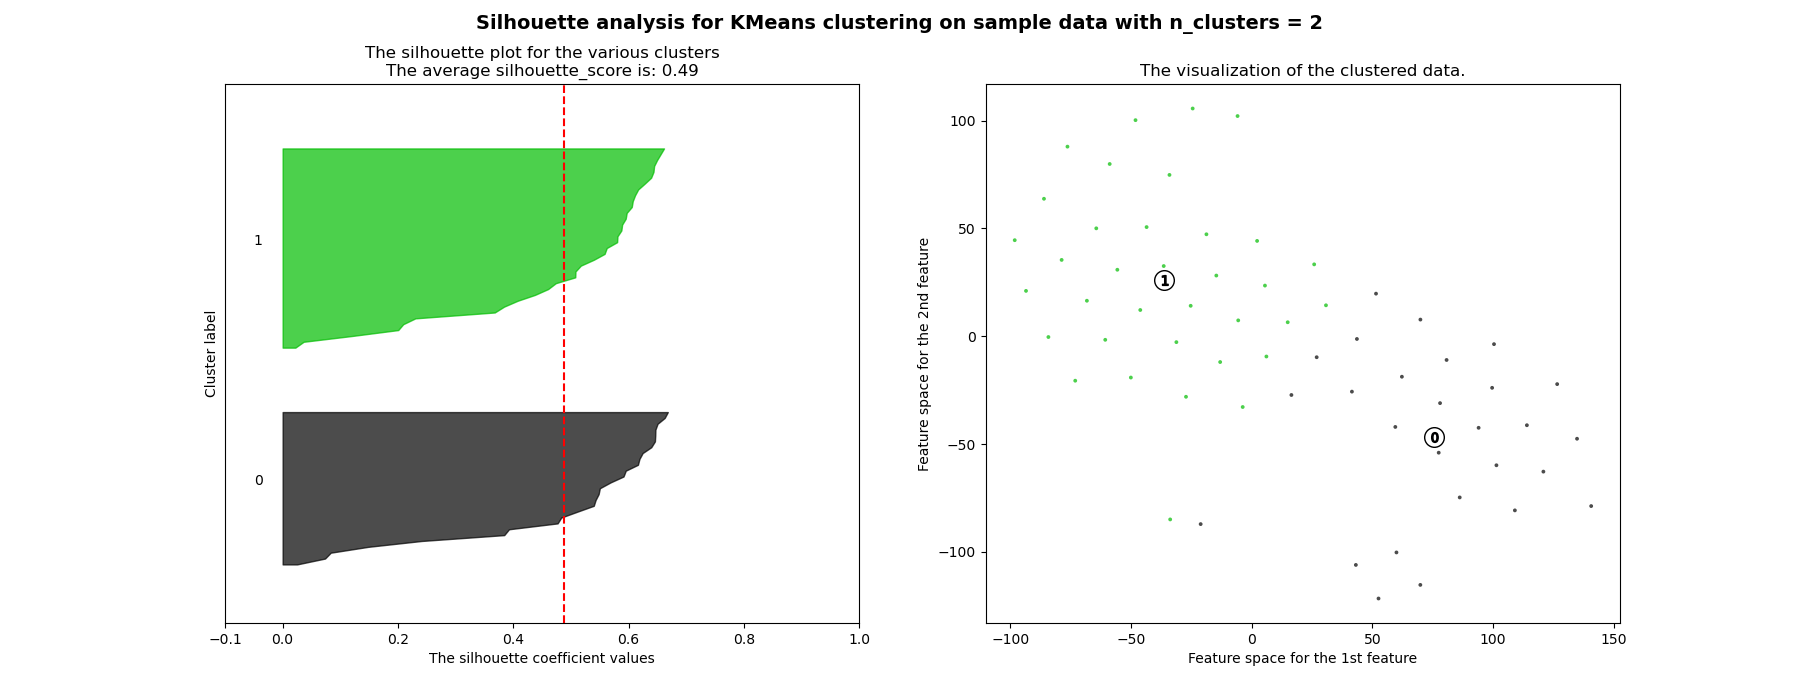 Silhouette analysis for KMeans clustering on sample data with n_clusters = 2
The silhouette plot for the various clusters
The average silhouette_score is: 0.49
Cluster label
1
0
−0.1 0.0 0.2 0.4 0.6 0.8 1.0
The silhouette coefficient values
The visualization of the clustered data.
Feature space for the 2nd feature
100
50
0
−50
−100
1
0
−100 −50 0 50 100 150
Feature space for the 1st feature